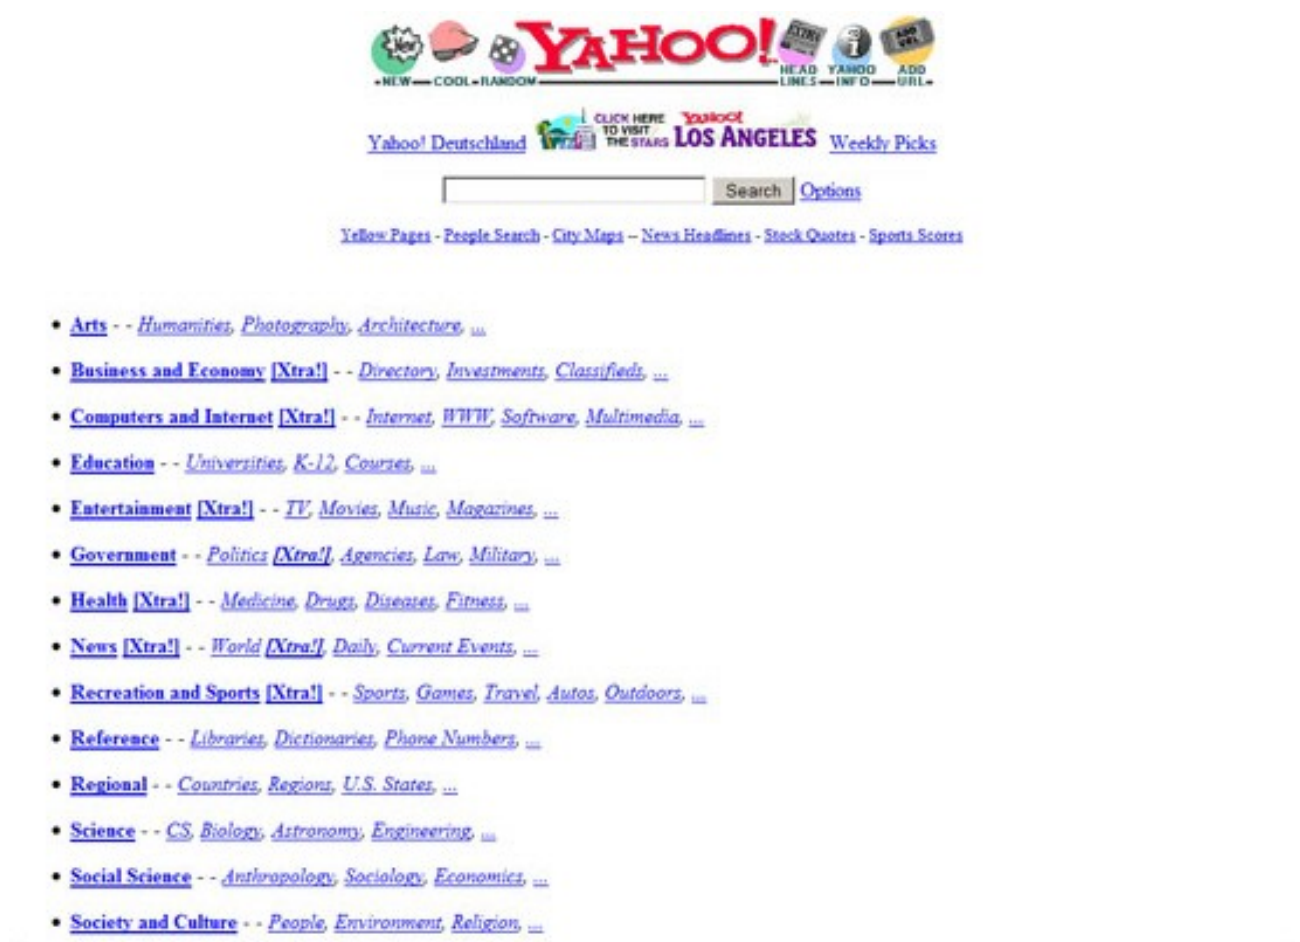 New YAHOO! EXTRA i ADD URL
NEW COOL RANDOM HEAD LINES YAHOO INFO ADD URL
Yahoo! Deutschland CLICK HERE TO VISIT THE STARS YAHOO! LOS ANGELES Weekly Picks
Search Options
Yellow Pages - People Search - City Maps -- News Headlines - Stock Quotes - Sports Scores
• Arts - - Humanities, Photography, Architecture, ...
• Business and Economy [Xtra!] - - Directory, Investments, Classifieds, ...
• Computers and Internet [Xtra!] - - Internet, WWW, Software, Multimedia, ...
• Education - - Universities, K-12, Courses, ...
• Entertainment [Xtra!] - - TV, Movies, Music, Magazines, ...
• Government - - Politics [Xtra!], Agencies, Law, Military, ...
• Health [Xtra!] - - Medicine, Drugs, Diseases, Fitness, ...
• News [Xtra!] - - World [Xtra!], Daily, Current Events, ...
• Recreation and Sports [Xtra!] - - Sports, Games, Travel, Autos, Outdoors, ...
• Reference - - Libraries, Dictionaries, Phone Numbers, ...
• Regional - - Countries, Regions, U.S. States, ...
• Science - - CS, Biology, Astronomy, Engineering, ...
• Social Science - - Anthropology, Sociology, Economics, ...
• Society and Culture - - People, Environment, Religion, ...